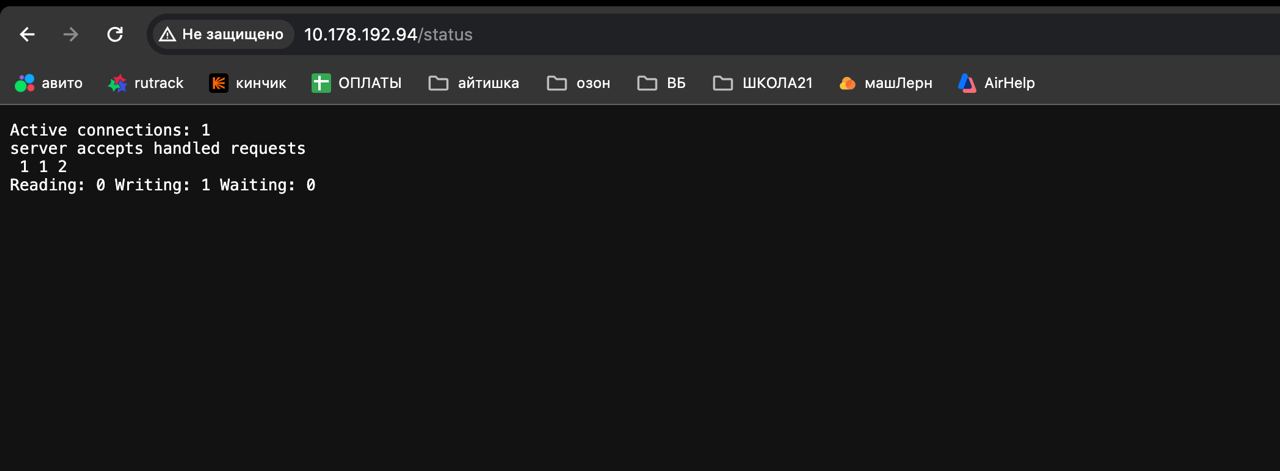 Не защищено 10.178.192.94/status
авито rutrack кинчик ОПЛАТЫ айтишка озон ВБ ШКОЛА21 машЛерн AirHelp
Active connections: 1
server accepts handled requests
1 1 2
Reading: 0 Writing: 1 Waiting: 0